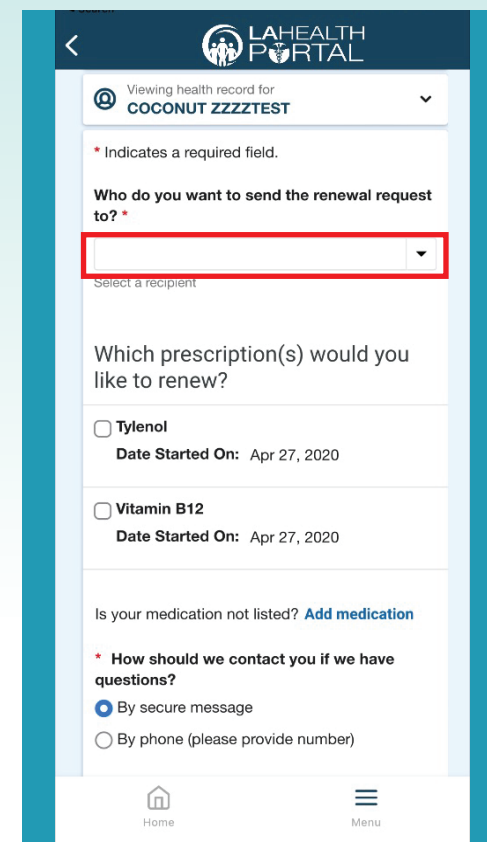 LAHEALTH
PORTAL
Viewing health record for
COCONUT ZZZZTEST
* Indicates a required field.
Who do you want to send the renewal request
to? *
Select a recipient
Which prescription(s) would you
like to renew?
Tylenol
Date Started On: Apr 27, 2020
Vitamin B12
Date Started On: Apr 27, 2020
Is your medication not listed? Add medication
* How should we contact you if we have
questions?
By secure message
By phone (please provide number)
Home
Menu